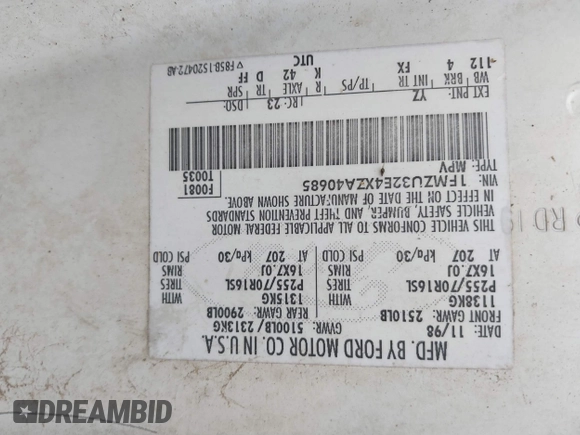 MFD. BY FORD MOTOR CO. IN U.S.A
DATE: 11/98
GVWR: 5100LB/2313KG
FRONT GAWR: 2510LB
REAR GAWR: 2900LB
1138KG
WITH
1315KG
WITH
P255/70R16SL
TIRES
P255/70R16SL
TIRES
16X7.0J
RIMS
16X7.0J
RIMS
AT 207 kPa/30 PSI COLD
AT 207 kPa/30 PSI COLD
THIS VEHICLE CONFORMS TO ALL APPLICABLE FEDERAL MOTOR
VEHICLE SAFETY, BUMPER, AND THEFT PREVENTION STANDARDS
IN EFFECT ON THE DATE OF MANUFACTURE SHOWN ABOVE.
VIN: 1FMZU32E4XZA40685
TYPE: MPV
F0081
T0035
EXT PNT: YZ
RC: 23
DSO:
WB BRK INT TR TP/PS R AXLE TR SPR
112 4 FX K 42 D FF
UTC
▽ F8SB-1S20472-AB
RD
DREAMBID